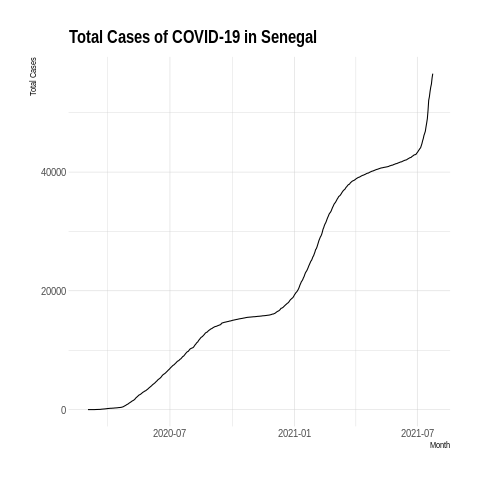 Total Cases of COVID-19 in Senegal
Total Cases
40000
20000
0
2020-07
2021-01
2021-07
Month